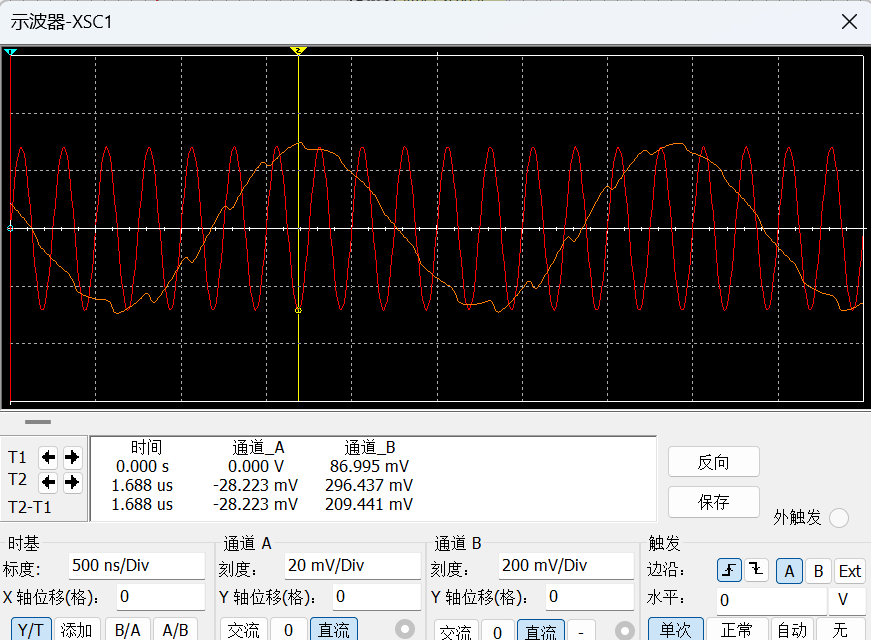 示波器-XSC1
1
2
时间 通道_A 通道_B
T1 0.000 s 0.000 V 86.995 mV
T2 1.688 us -28.223 mV 296.437 mV
T2-T1 1.688 us -28.223 mV 209.441 mV
反向
保存
外触发
时基
标度: 500 ns/Div
X 轴位移(格): 0
Y/T 添加 B/A A/B
通道 A
刻度: 20 mV/Div
Y 轴位移(格): 0
交流 0 直流
通道 B
刻度: 200 mV/Div
Y 轴位移(格): 0
交流 0 直流 -
触发
边沿: A B Ext
水平: 0 V
单次 正常 自动 无